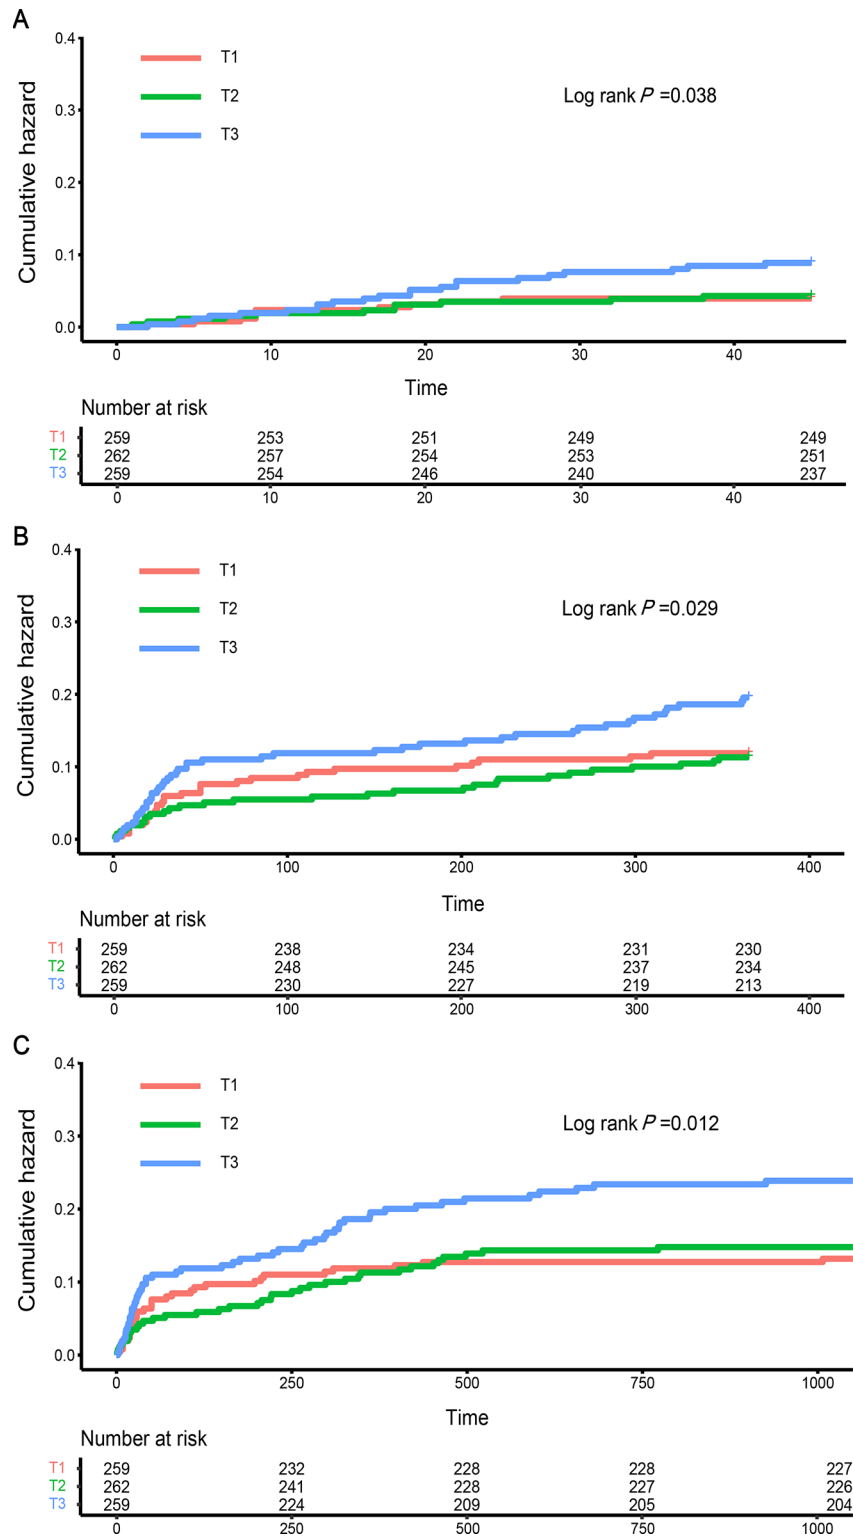 A
0.4
T1
T2
Log rank P =0.038
0.3
T3
0.2
Cumulative hazard
0.1
0.0
0 10 20 30 40
Time
Number at risk
T1 259 253 251 249 249
T2 262 257 254 253 251
T3 259 254 246 240 237
0 10 20 30 40
B
0.4
T1
T2
Log rank P =0.029
0.3
T3
0.2
Cumulative hazard
0.1
0.0
0 100 200 300 400
Time
Number at risk
T1 259 238 234 231 230
T2 262 248 245 237 234
T3 259 230 227 219 213
0 100 200 300 400
C
0.4
T1
T2
Log rank P =0.012
0.3
T3
0.2
Cumulative hazard
0.1
0.0
0 250 500 750 1000
Time
Number at risk
T1 259 232 228 228 227
T2 262 241 228 227 226
T3 259 224 209 205 204
0 250 500 750 1000